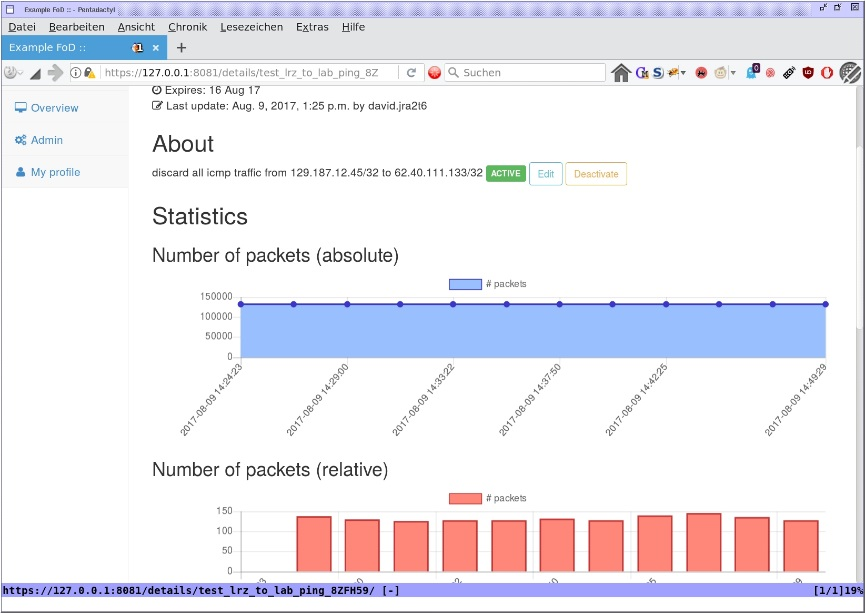 Example FoD :: - Pentadactyl
Datei Bearbeiten Ansicht Chronik Lesezeichen Extras Hilfe
Example FoD ::
https://127.0.0.1:8081/details/test_lrz_to_lab_ping_8Z
Suchen
0
Expires: 16 Aug 17
Overview
Last update: Aug. 9, 2017, 1:25 p.m. by david.jra2t6
Admin
About
My profile
discard all icmp traffic from 129.187.12.45/32 to 62.40.111.133/32 ACTIVE Edit Deactivate
Statistics
Number of packets (absolute)
# packets
150000
100000
50000
0
2017-08-09 14:24:23
2017-08-09 14:29:00
2017-08-09 14:33:22
2017-08-09 14:37:50
2017-08-09 14:42:25
2017-08-09 14:49:29
Number of packets (relative)
# packets
150
100
50
0
https://127.0.0.1:8081/details/test_lrz_to_lab_ping_8ZFH59/ [-] [1/1]19%